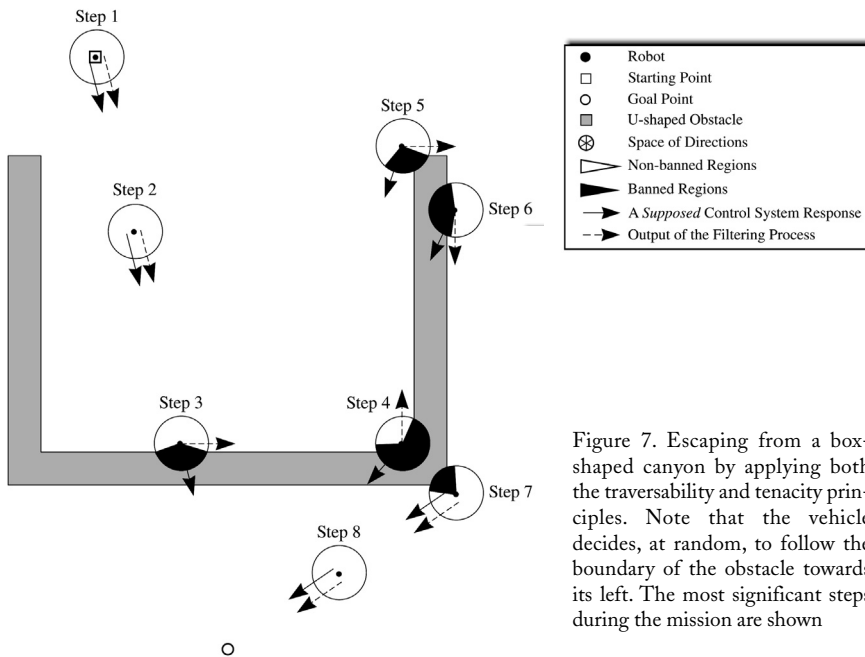 Step 1
Step 2
Step 3
Step 4
Step 5
Step 6
Step 7
Step 8
Robot
Starting Point
Goal Point
U-shaped Obstacle
Space of Directions
Non-banned Regions
Banned Regions
A Supposed Control System Response
Output of the Filtering Process
Figure 7. Escaping from a box-
shaped canyon by applying both
the traversability and tenacity prin-
ciples. Note that the vehicle
decides, at random, to follow the
boundary of the obstacle towards
its left. The most significant steps
during the mission are shown